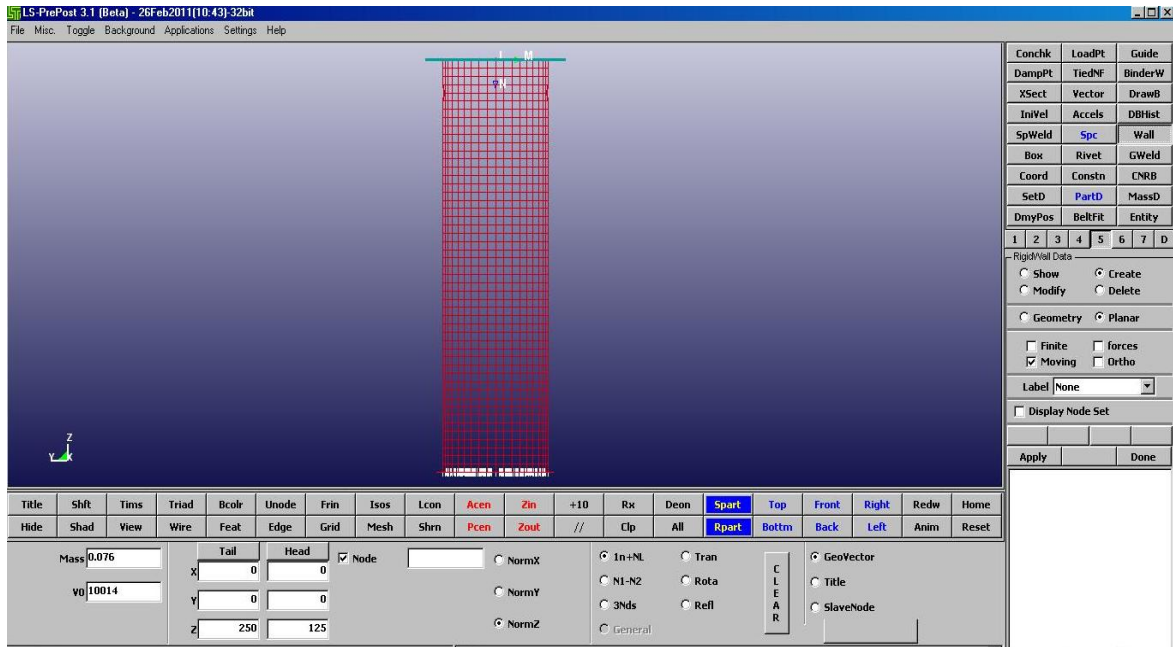 LS-PrePost 3.1 (Beta) - 26Feb2011(10:43)-32bit
File Misc. Toggle Background Applications Settings Help
L M
N
Z
Y X
Conchk LoadPt Guide
DampPt TiedNF BinderW
XSect Vector DrawB
IniVel Accels DBHist
SpWeld Spc Wall
Box Rivet GWeld
Coord Constn CNRB
SetD PartD MassD
DmyPos BeltFit Entity
1 2 3 4 5 6 7 D
RigidWall Data
Show Create
Modify Delete
Geometry Planar
Finite forces
Moving Ortho
Label None
Display Node Set
Apply Done
Title Shft Tims Triad Bcolr Unode Frin Isos Lcon Acen Zin +10 Rx Deon Spart Top Front Right Redw Home
Hide Shad View Wire Feat Edge Grid Mesh Shrn Pcen Zout // Clp All Rpart Bottm Back Left Anim Reset
Mass 0.076
V0 10014
Tail Head
X 0 0
Y 0 0
Z 250 125
Node
NormX
NormY
NormZ
1n+NL Tran
N1-N2 Rota
3Nds Refl
General
CLEAR
GeoVector
Title
SlaveNode